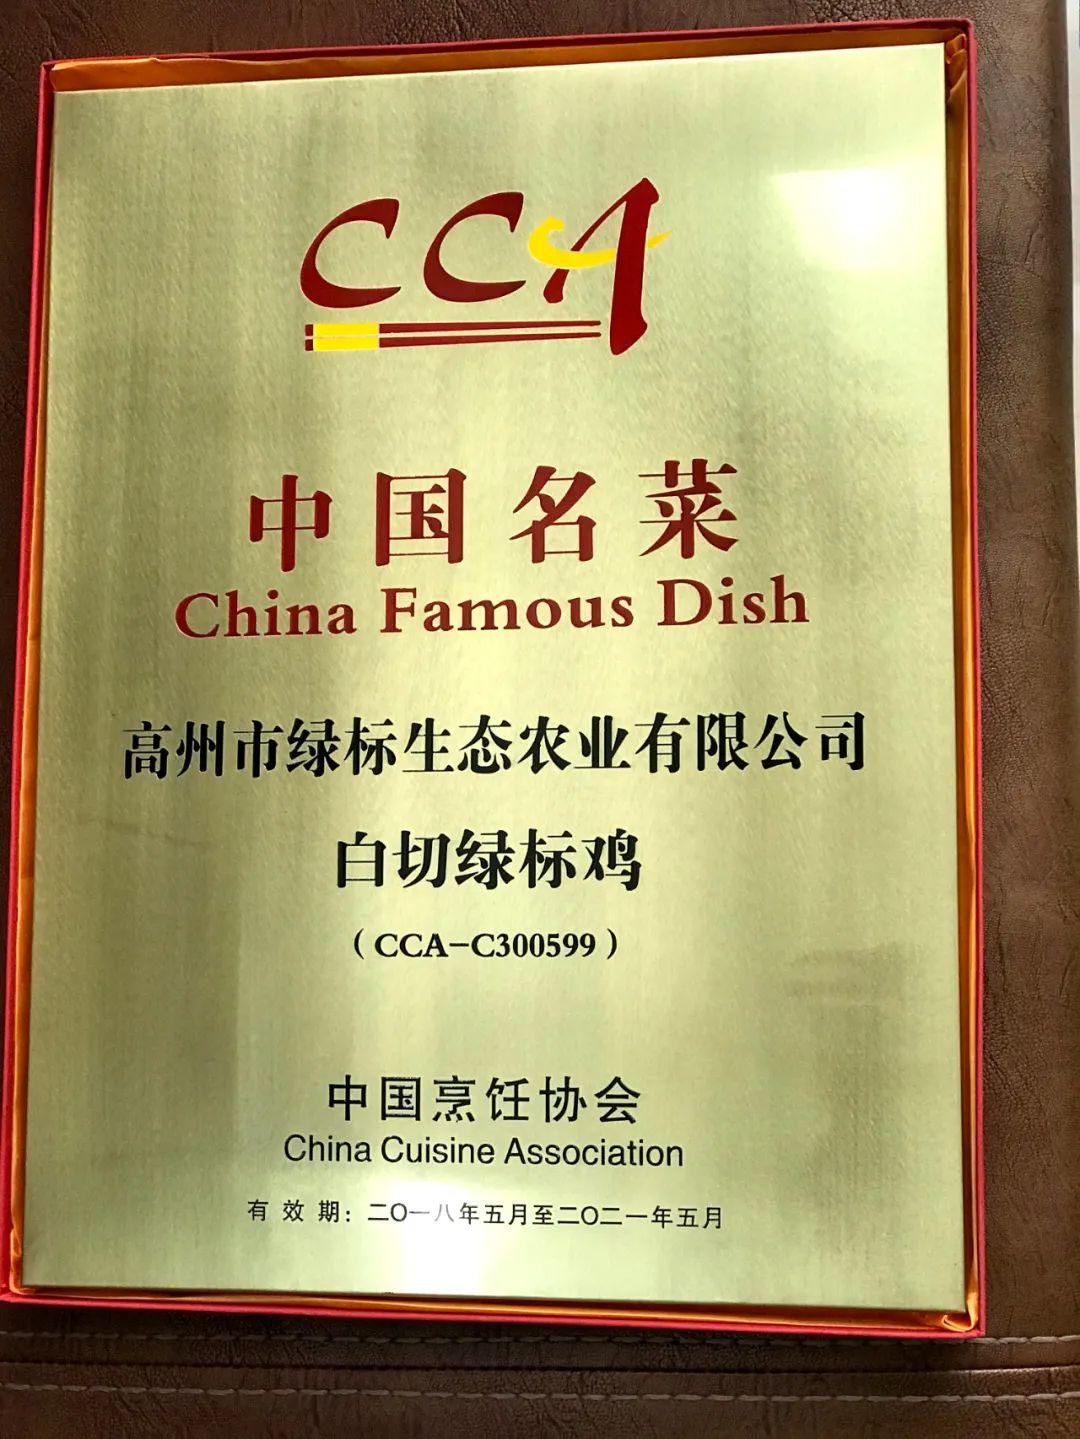 CCA
中国名菜
China Famous Dish
高州市绿标生态农业有限公司
白切绿标鸡
（CCA-C300599）
中国烹饪协会
China Cuisine Association
有效期：二〇一八年五月至二〇二一年五月